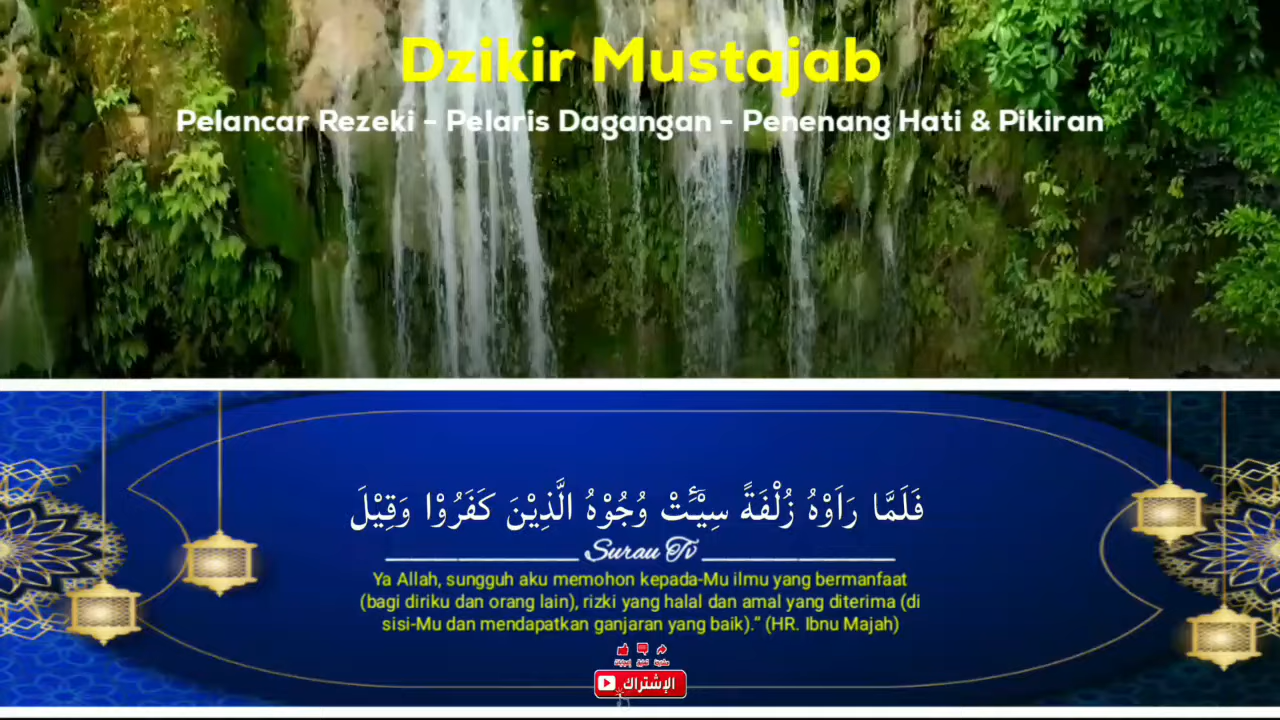 Dzikir Mustajab
Pelancar Rezeki - Pelaris Dagangan - Penenang Hati & Pikiran
فَلَمَّا رَاَوْهُ زُلْفَةً سِيْۤـَٔتْ وُجُوْهُ الَّذِيْنَ كَفَرُوْا وَقِيْلَ
Surau Tv
Ya Allah, sungguh aku memohon kepada-Mu ilmu yang bermanfaat
(bagi diriku dan orang lain), rizki yang halal dan amal yang diterima (di
sisi-Mu dan mendapatkan ganjaran yang baik).” (HR. Ibnu Majah)
الإشتراك